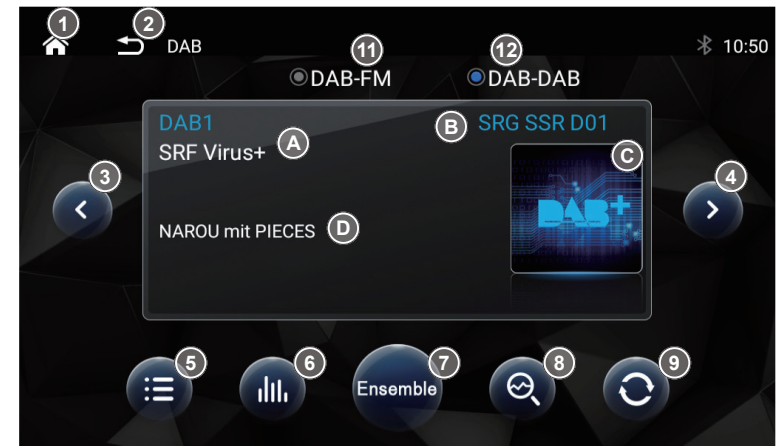 1 2 DAB 11 12 10:50
DAB-FM DAB-DAB
DAB1 B SRG SSR D01
SRF Virus+ A C
3 4
DAB+
NAROU mit PIECES D
5 6 7 8 9
Ensemble